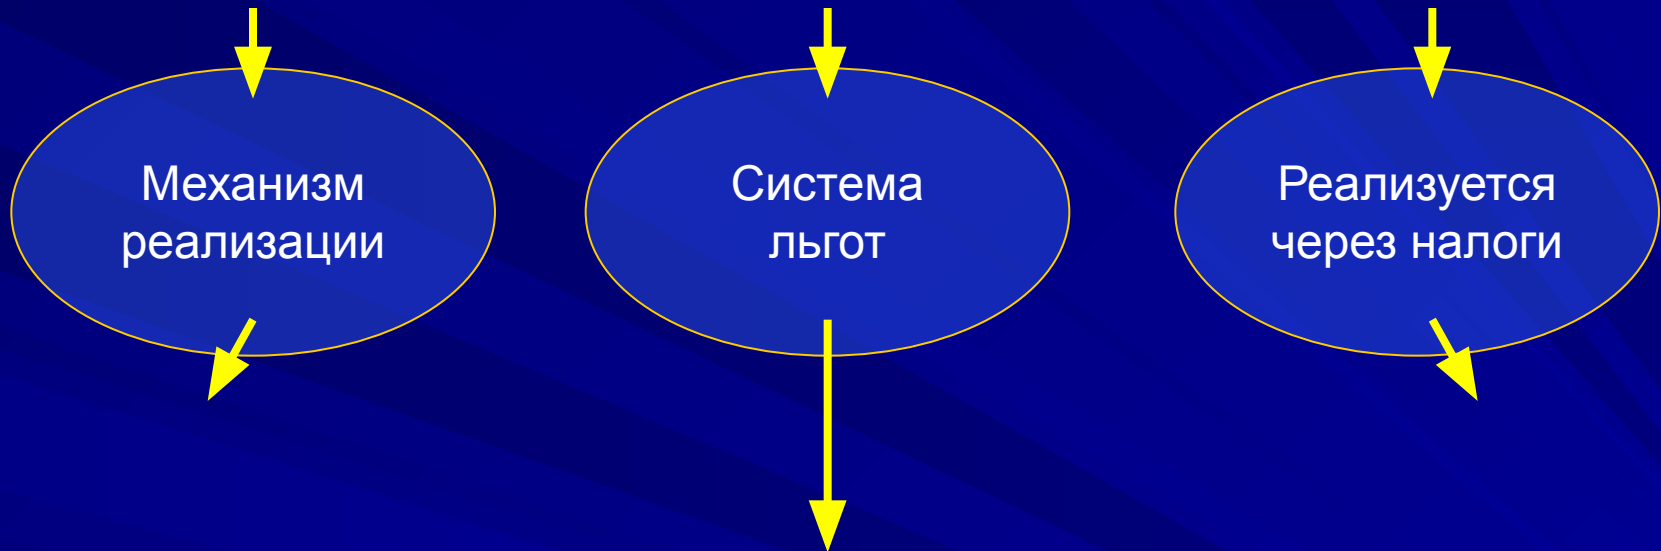 Механизм
реализации
Система
льгот
Реализуется
через налоги